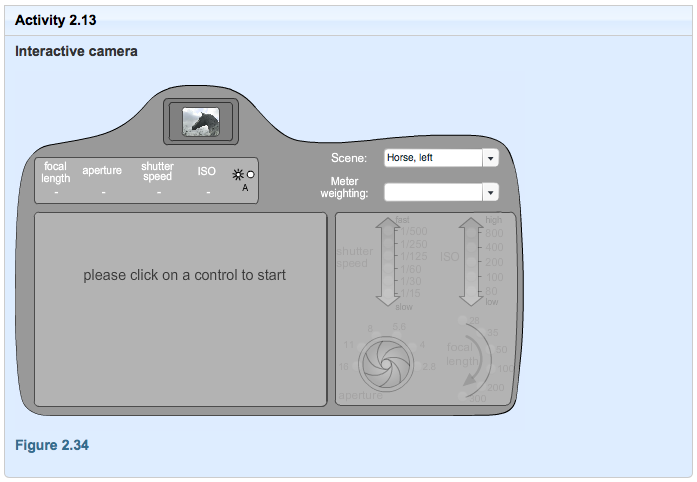 Activity 2.13
Interactive camera
focal length
aperture
shutter speed
ISO
-
-
-
-
A
Scene:
Horse, left
Meter weighting:
please click on a control to start
shutter speed
fast
1/500
1/250
1/125
1/60
1/30
1/15
slow
ISO
high
800
400
200
100
80
low
aperture
16
11
8
5.6
4
2.8
focal length
28
35
50
100
200
300
Figure 2.34